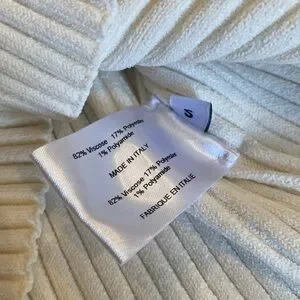 82% Viscose 17% Polyester
1% Polyamide
MADE IN ITALY
82% Viscose 17% Polyester
1% Polyamide
FABRIQUE EN ITALIE